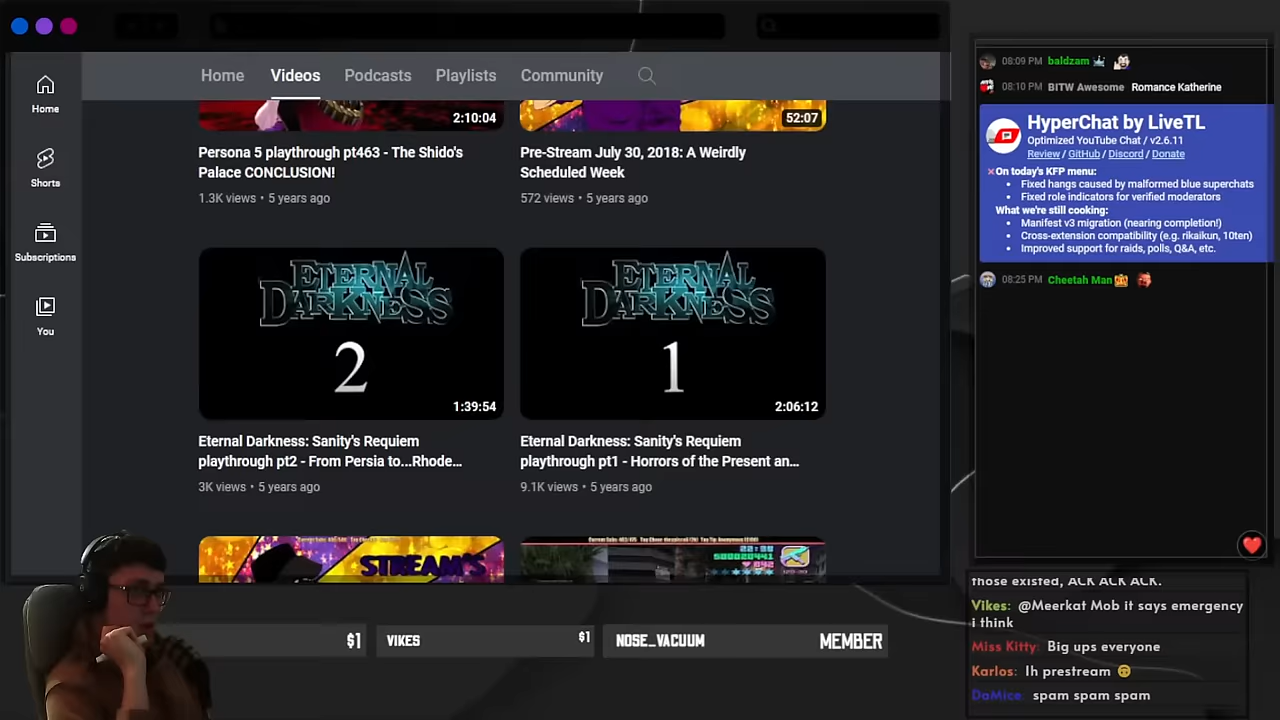 Home
Videos
Podcasts
Playlists
Community
Home
Shorts
Subscriptions
You
2:10:04
52:07
Persona 5 playthrough pt463 - The Shido's
Palace CONCLUSION!
1.3K views • 5 years ago
Pre-Stream July 30, 2018: A Weirdly
Scheduled Week
572 views • 5 years ago
ETERNAL
DARKNESS
2
1:39:54
ETERNAL
DARKNESS
1
2:06:12
Eternal Darkness: Sanity's Requiem
playthrough pt2 - From Persia to...Rhode...
3K views • 5 years ago
Eternal Darkness: Sanity's Requiem
playthrough pt1 - Horrors of the Present an...
9.1K views • 5 years ago
STREAM'S
$1
VIKES
$1
NOSE_VACUUM
MEMBER
08:09 PM baldzam
08:10 PM BITW Awesome Romance Katherine
HyperChat by LiveTL
Optimized YouTube Chat / v2.6.11
Review / GitHub / Discord / Donate
On today's KFP menu:
• Fixed hangs caused by malformed blue superchats
• Fixed role indicators for verified moderators
What we're still cooking:
• Manifest v3 migration (nearing completion!)
• Cross-extension compatibility (e.g. rikaikun, 10ten)
• Improved support for raids, polls, Q&A, etc.
08:25 PM Cheetah Man
those existed, ACK ACK ACK.
Vikes: @Meerkat Mob it says emergency
i think
Miss Kitty: Big ups everyone
Karlos: Ih prestream 🙃
DaMice: spam spam spam